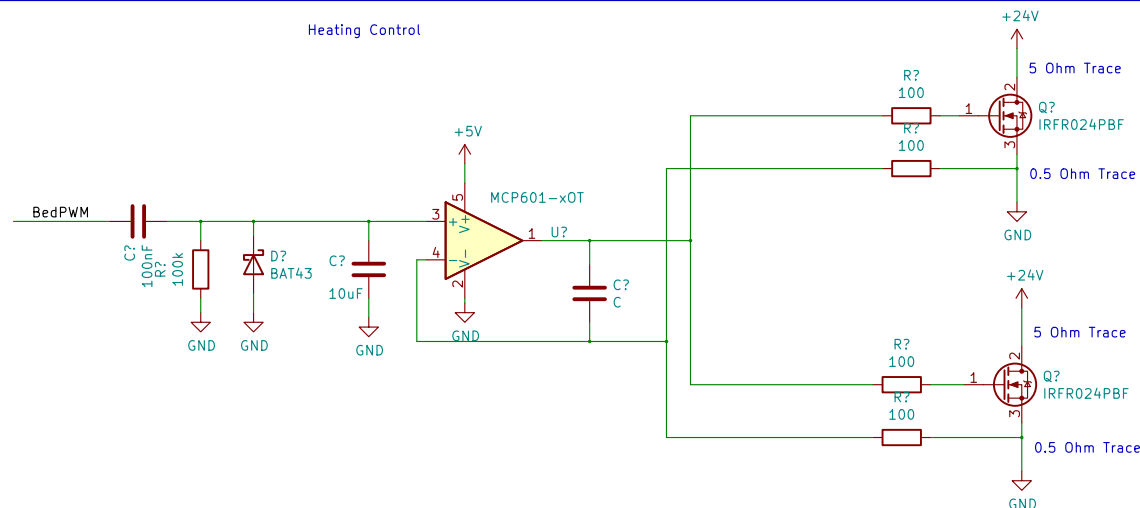 Heating Control
+24V
5 Ohm Trace
R?
100
1
2
Q?
IRFR024PBF
3
R?
100
0.5 Ohm Trace
GND
+5V
MCP601-xOT
BedPWM
C?
100nF
R?
100k
D?
BAT43
C?
10uF
3
+
V+
5
1
U?
4
-
V-
2
GND
GND
GND
GND
C?
C
+24V
5 Ohm Trace
R?
100
1
2
Q?
IRFR024PBF
3
R?
100
0.5 Ohm Trace
GND